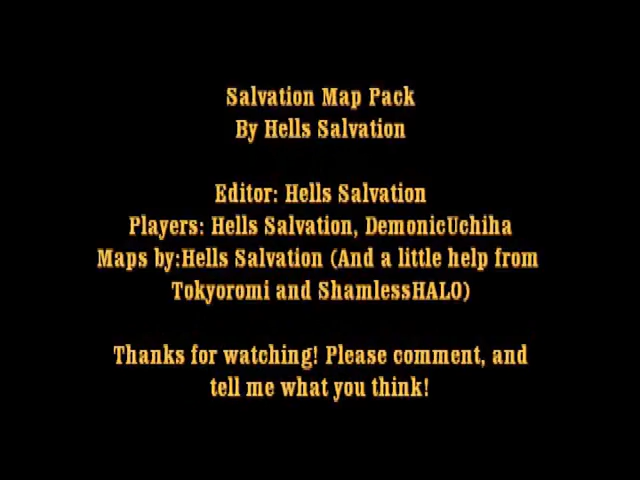 Salvation Map Pack
By Hells Salvation
Editor: Hells Salvation
Players: Hells Salvation, DemonicUchiha
Maps by:Hells Salvation (And a little help from
Tokyoromi and ShamlessHALO)
Thanks for watching! Please comment, and
tell me what you think!